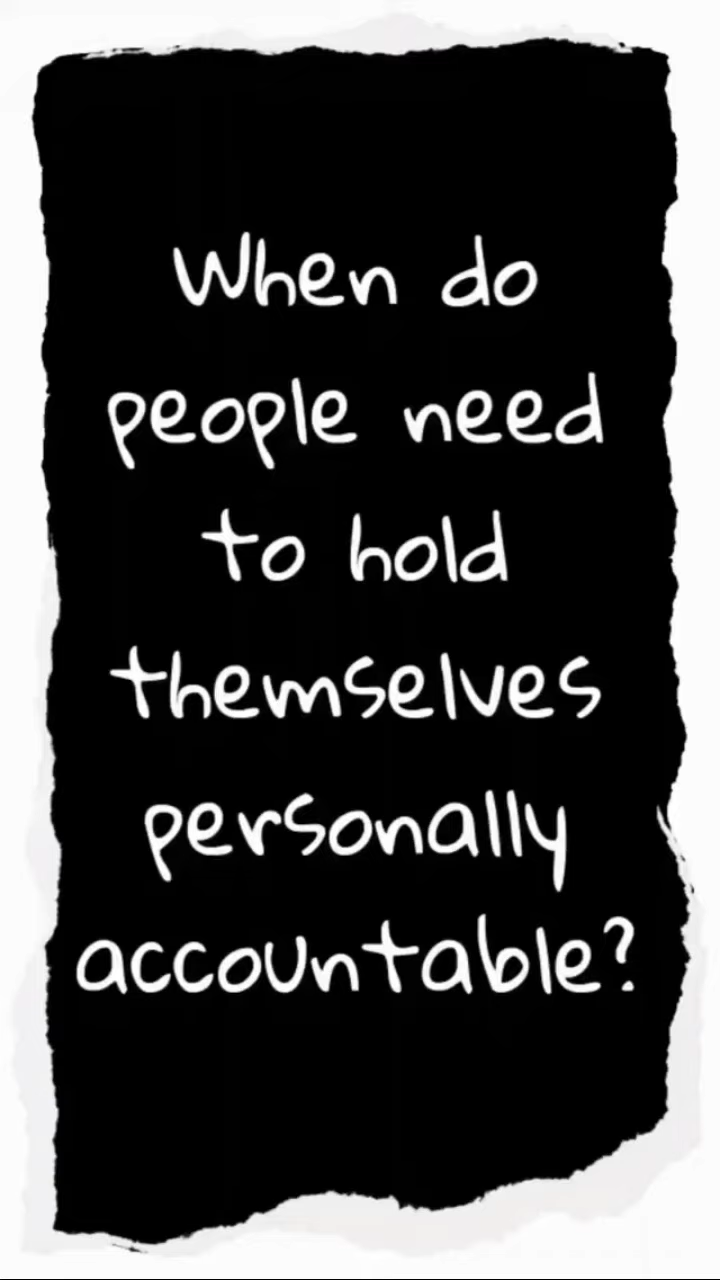 When do
people need
to hold
themselves
personally
accountable?